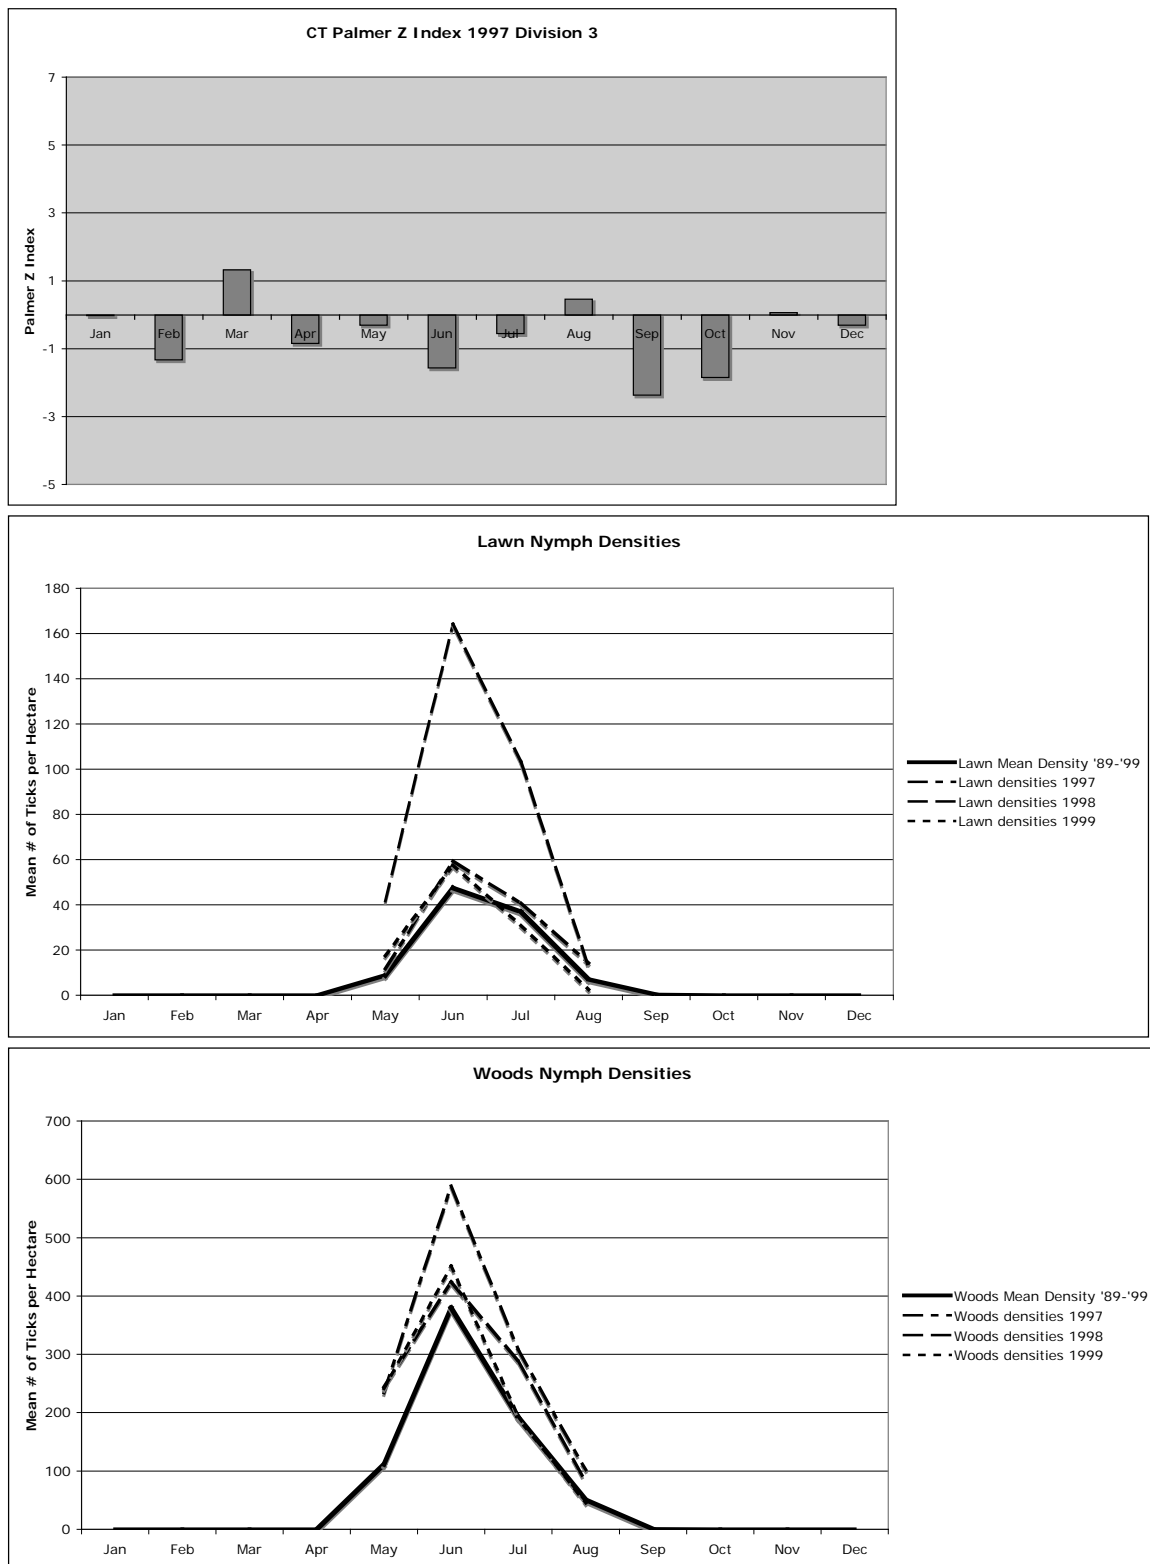 CT Palmer Z Index 1997 Division 3
7
5
3
1
-1
-3
-5
Palmer Z Index
Jan Feb Mar Apr May Jun Jul Aug Sep Oct Nov Dec
Lawn Nymph Densities
180
160
140
120
100
80
60
40
20
0
Mean # of Ticks per Hectare
Jan Feb Mar Apr May Jun Jul Aug Sep Oct Nov Dec
Lawn Mean Density '89-'99
Lawn densities 1997
Lawn densities 1998
Lawn densities 1999
Woods Nymph Densities
700
600
500
400
300
200
100
0
Mean # of Ticks per Hectare
Jan Feb Mar Apr May Jun Jul Aug Sep Oct Nov Dec
Woods Mean Density '89-'99
Woods densities 1997
Woods densities 1998
Woods densities 1999